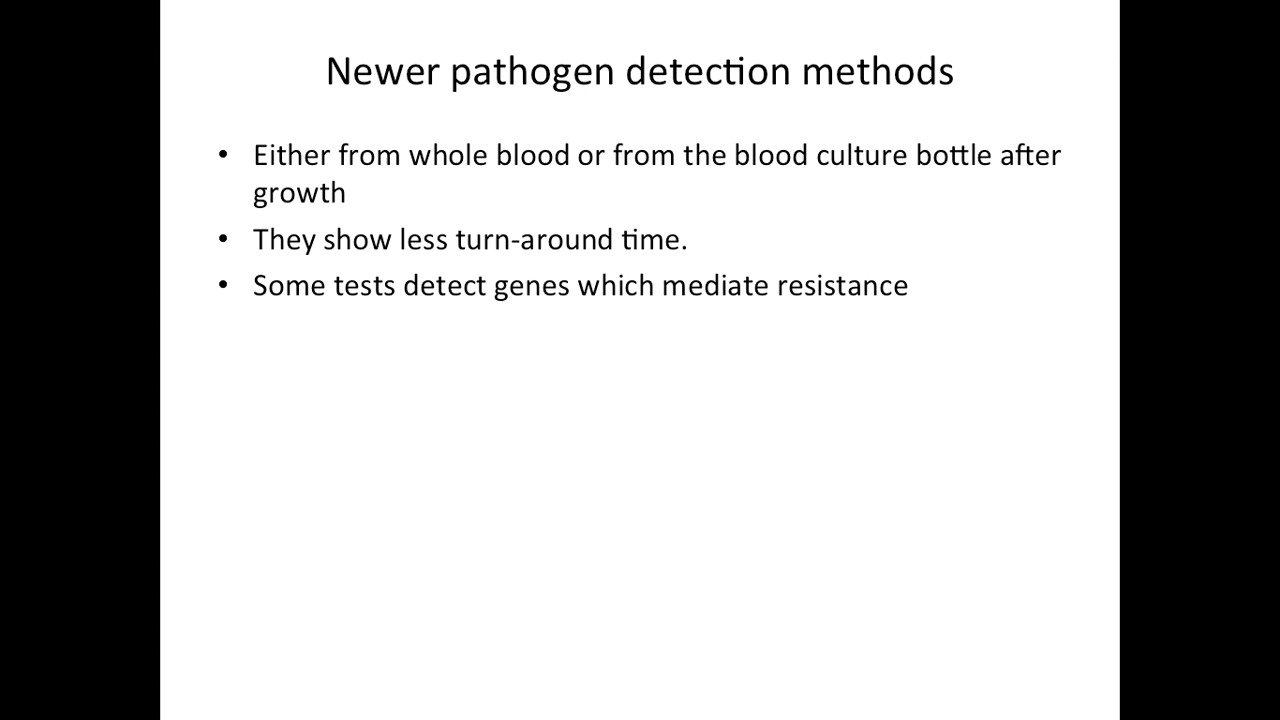 Newer pathogen detection methods
• Either from whole blood or from the blood culture bottle after
growth
• They show less turn-around time.
• Some tests detect genes which mediate resistance